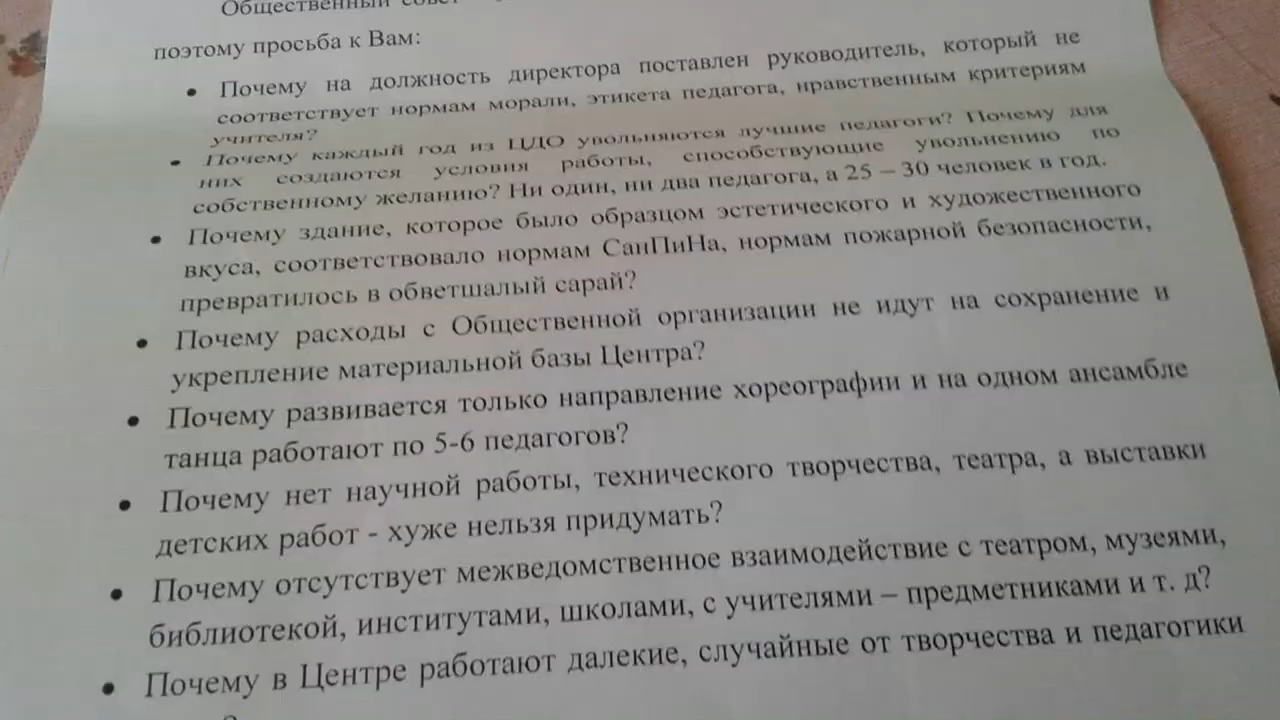 Общественный совет
поэтому просьба к Вам:
• Почему на должность директора поставлен руководитель, который не
соответствует нормам морали, этикета педагога, нравственным критериям
учителя?
• Почему каждый год из ЦДО увольняются лучшие педагоги? Почему для
них создаются условия работы, способствующие увольнению по
собственному желанию? Ни один, ни два педагога, а 25 – 30 человек в год.
• Почему здание, которое было образцом эстетического и художественного
вкуса, соответствовало нормам СанПиНа, нормам пожарной безопасности,
превратилось в обветшалый сарай?
• Почему расходы с Общественной организации не идут на сохранение и
укрепление материальной базы Центра?
• Почему развивается только направление хореографии и на одном ансамбле
танца работают по 5-6 педагогов?
• Почему нет научной работы, технического творчества, театра, а выставки
детских работ - хуже нельзя придумать?
• Почему отсутствует межведомственное взаимодействие с театром, музеями,
библиотекой, институтами, школами, с учителями – предметниками и т. д?
• Почему в Центре работают далекие, случайные от творчества и педагогики